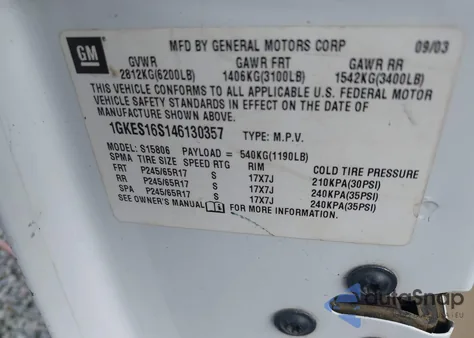 GM
MFD BY GENERAL MOTORS CORP 09/03
GVWR GAWR FRT GAWR RR
2812KG(6200LB) 1406KG(3100LB) 1542KG(3400LB)
THIS VEHICLE CONFORMS TO ALL APPLICABLE U.S. FEDERAL MOTOR
VEHICLE SAFETY STANDARDS IN EFFECT ON THE DATE OF
MANUFACTURE SHOWN ABOVE.
1GKES16S146130357 TYPE: M.P.V.
MODEL: S15806 PAYLOAD = 540KG(1190LB)
SPMA TIRE SIZE SPEED RTG RIM COLD TIRE PRESSURE
FRT P245/65R17 S 17X7J 210KPA(30PSI)
RR P245/65R17 S 17X7J 240KPA(35PSI)
SPA P245/65R17 S 17X7J 240KPA(35PSI)
SEE OWNER'S MANUAL FOR MORE INFORMATION
autoSnap